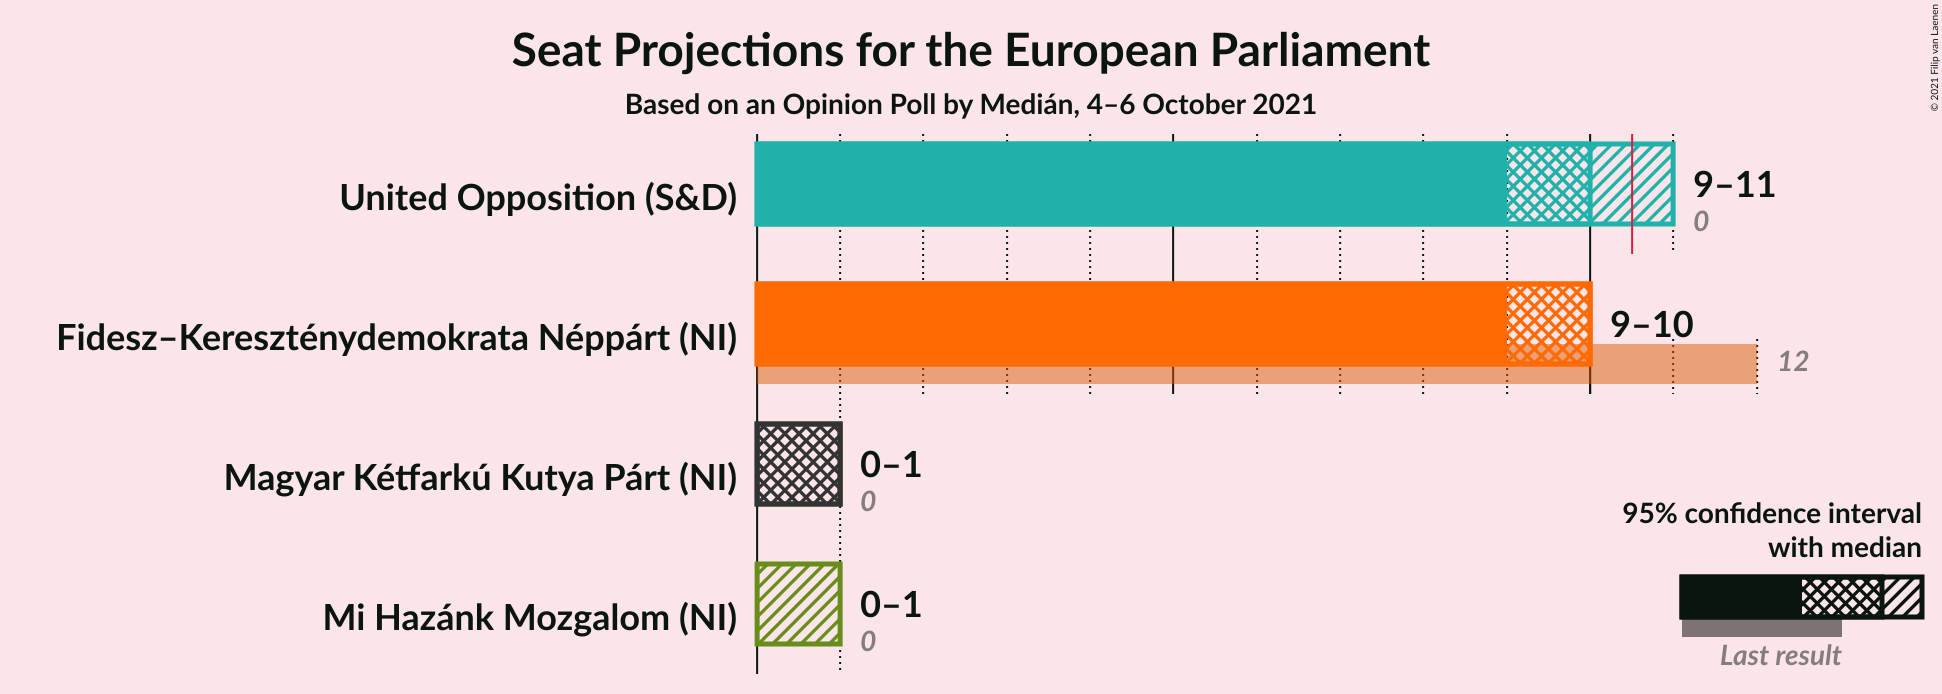 Seat Projections for the European Parliament
Based on an Opinion Poll by Medián, 4–6 October 2021
© 2021 Filip van Laenen
United Opposition (S&D)
9–11
0
Fidesz–Kereszténydemokrata Néppárt (NI)
9–10
12
Magyar Kétfarkú Kutya Párt (NI)
0–1
0
Mi Hazánk Mozgalom (NI)
0–1
0
95% confidence interval
with median
Last result